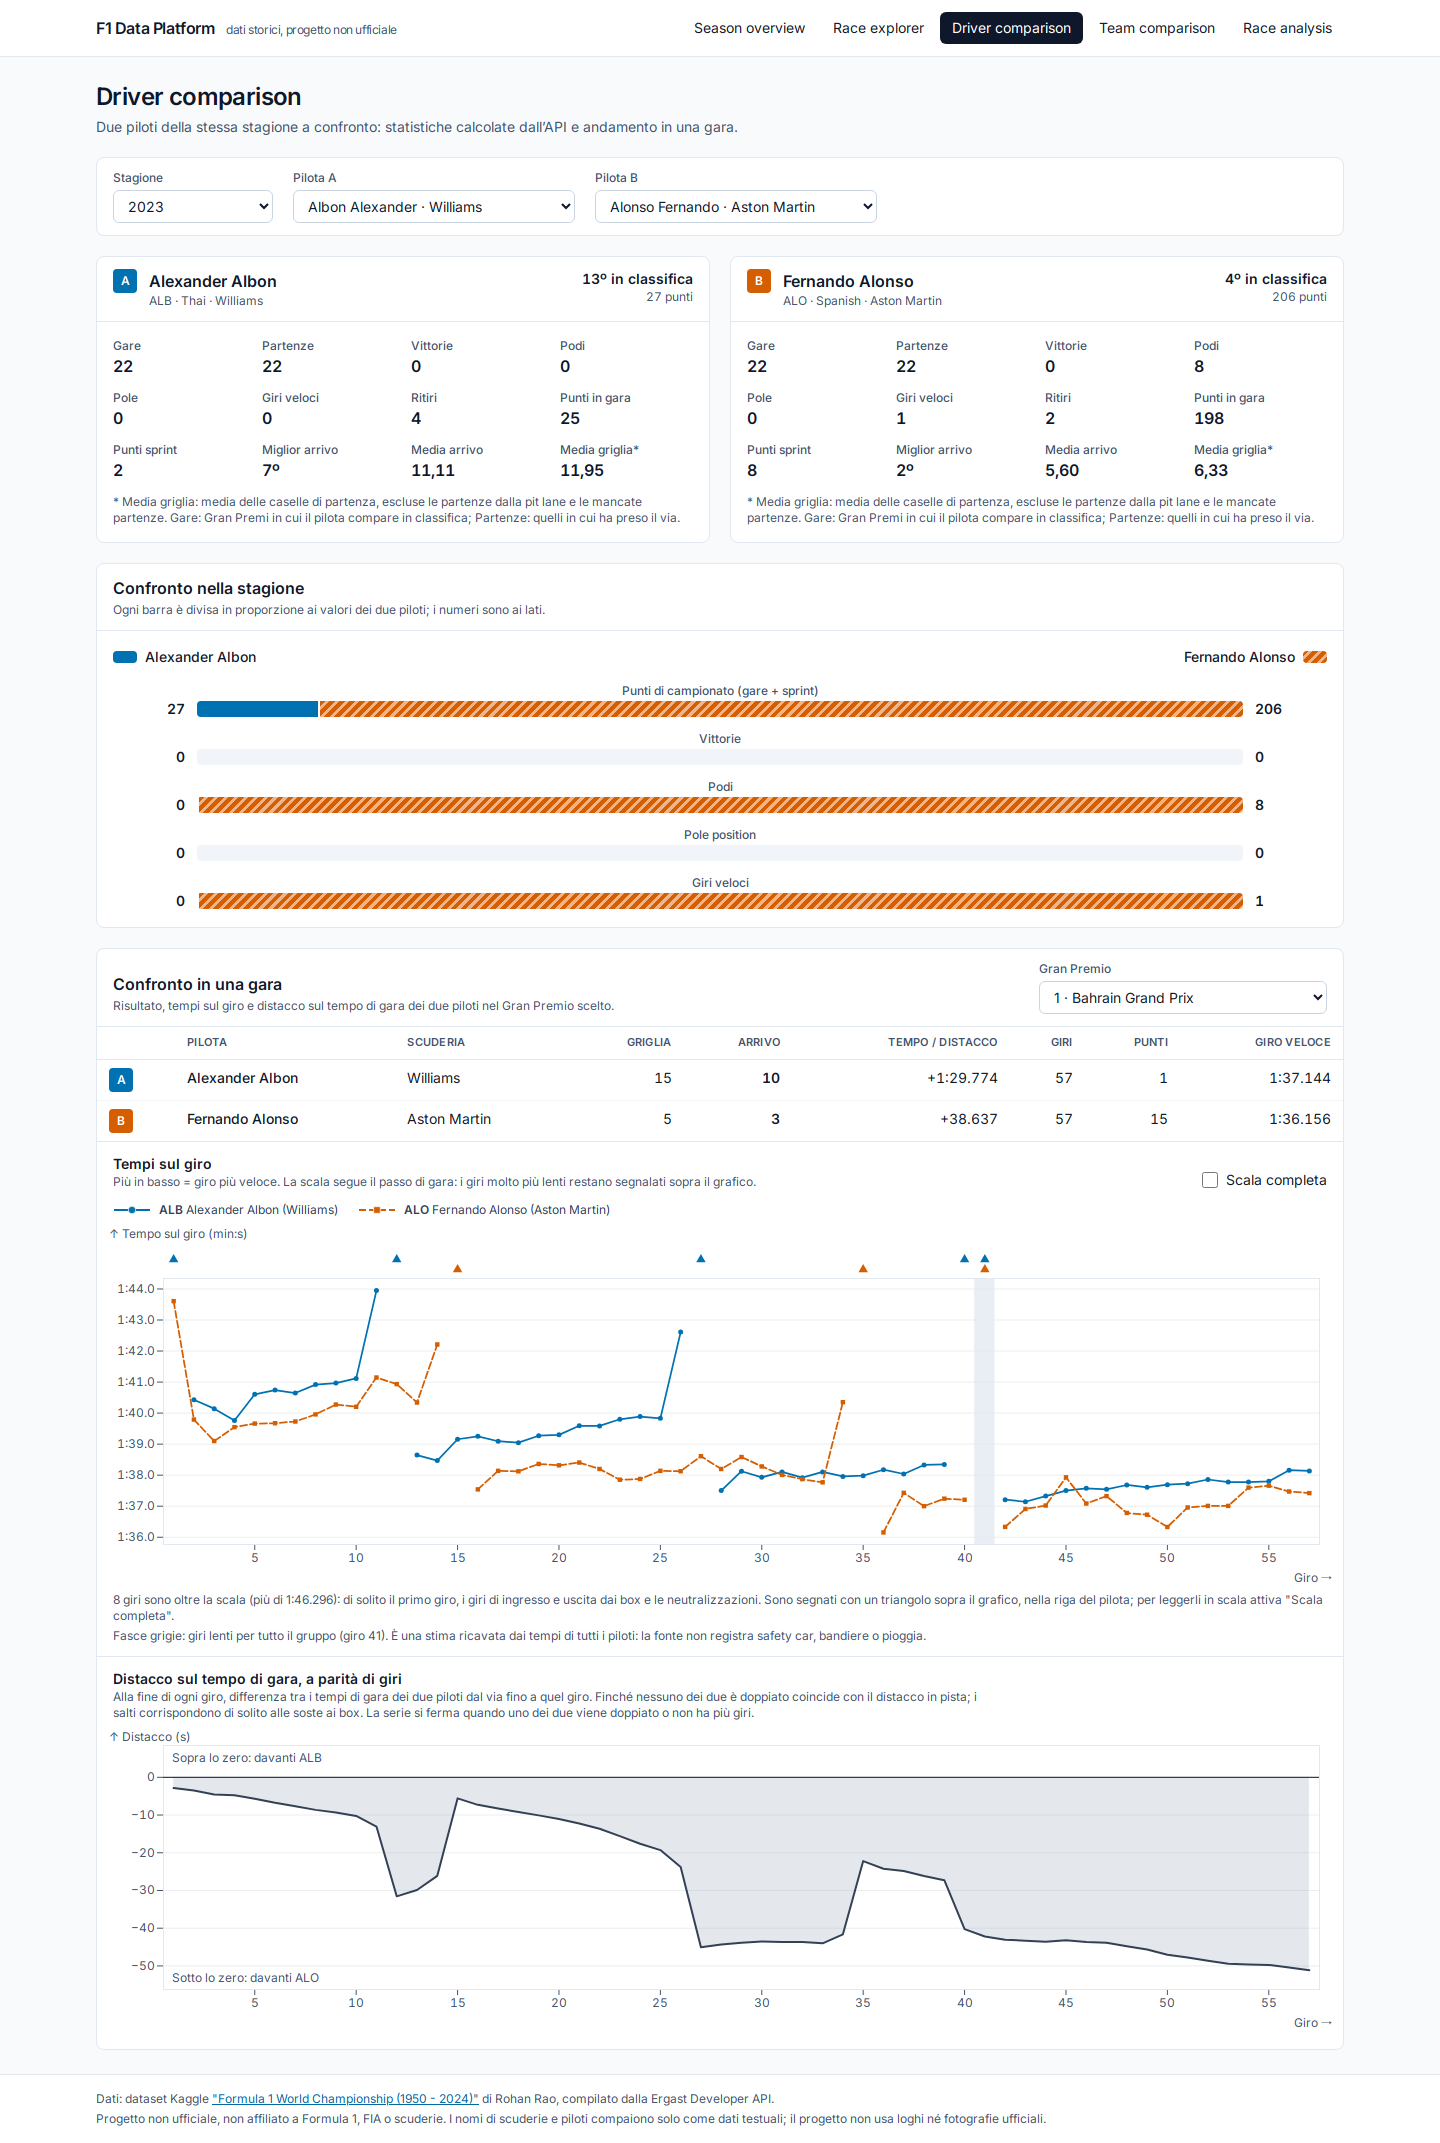 F1 Data Platform dati storici, progetto non ufficiale Season overview Race explorer Driver comparison Team comparison Race analysis
Driver comparison
Due piloti della stessa stagione a confronto: statistiche calcolate dall'API e andamento in una gara.
Stagione Pilota A Pilota B
2023 Albon Alexander · Williams Alonso Fernando · Aston Martin
A Alexander Albon 13º in classifica
ALB · Thai · Williams 27 punti
Gare Partenze Vittorie Podi
22 22 0 0
Pole Giri veloci Ritiri Punti in gara
0 0 4 25
Punti sprint Miglior arrivo Media arrivo Media griglia*
2 7º 11,11 11,95
* Media griglia: media delle caselle di partenza, escluse le partenze dalla pit lane e le mancate
partenze. Gare: Gran Premi in cui il pilota compare in classifica; Partenze: quelli in cui ha preso il via.
B Fernando Alonso 4º in classifica
ALO · Spanish · Aston Martin 206 punti
Gare Partenze Vittorie Podi
22 22 0 8
Pole Giri veloci Ritiri Punti in gara
0 1 2 198
Punti sprint Miglior arrivo Media arrivo Media griglia*
8 2º 5,60 6,33
* Media griglia: media delle caselle di partenza, escluse le partenze dalla pit lane e le mancate
partenze. Gare: Gran Premi in cui il pilota compare in classifica; Partenze: quelli in cui ha preso il via.
Confronto nella stagione
Ogni barra è divisa in proporzione ai valori dei due piloti; i numeri sono ai lati.
Alexander Albon Fernando Alonso
Punti di campionato (gare + sprint)
27 206
Vittorie
0 0
Podi
0 8
Pole position
0 0
Giri veloci
0 1
Confronto in una gara
Risultato, tempi sul giro e distacco sul tempo di gara dei due piloti nel Gran Premio scelto.
Gran Premio
1 · Bahrain Grand Prix
PILOTA SCUDERIA GRIGLIA ARRIVO TEMPO / DISTACCO GIRI PUNTI GIRO VELOCE
A Alexander Albon Williams 15 10 +1:29.774 57 1 1:37.144
B Fernando Alonso Aston Martin 5 3 +38.637 57 15 1:36.156
Tempi sul giro
Più in basso = giro più veloce. La scala segue il passo di gara: i giri molto più lenti restano segnalati sopra il grafico.
Scala completa
ALB Alexander Albon (Williams) ALO Fernando Alonso (Aston Martin)
↑ Tempo sul giro (min:s)
1:44.0
1:43.0
1:42.0
1:41.0
1:40.0
1:39.0
1:38.0
1:37.0
1:36.0
5 10 15 20 25 30 35 40 45 50 55
Giro →
8 giri sono oltre la scala (più di 1:46.296): di solito il primo giro, i giri di ingresso e uscita dai box e le neutralizzazioni. Sono segnati con un triangolo sopra il grafico, nella riga del pilota; per leggerli in scala attiva "Scala
completa".
Fasce grigie: giri lenti per tutto il gruppo (giro 41). È una stima ricavata dai tempi di tutti i piloti: la fonte non registra safety car, bandiere o pioggia.
Distacco sul tempo di gara, a parità di giri
Alla fine di ogni giro, differenza tra i tempi di gara dei due piloti dal via fino a quel giro. Finché nessuno dei due è doppiato coincide con il distacco in pista; i
salti corrispondono di solito alle soste ai box. La serie si ferma quando uno dei due viene doppiato o non ha più giri.
↑ Distacco (s)
Sopra lo zero: davanti ALB
0
−10
−20
−30
−40
−50
Sotto lo zero: davanti ALO
5 10 15 20 25 30 35 40 45 50 55
Giro →
Dati: dataset Kaggle "Formula 1 World Championship (1950 - 2024)" di Rohan Rao, compilato dalla Ergast Developer API.
Progetto non ufficiale, non affiliato a Formula 1, FIA o scuderie. I nomi di scuderie e piloti compaiono solo come dati testuali; il progetto non usa loghi né fotografie ufficiali.